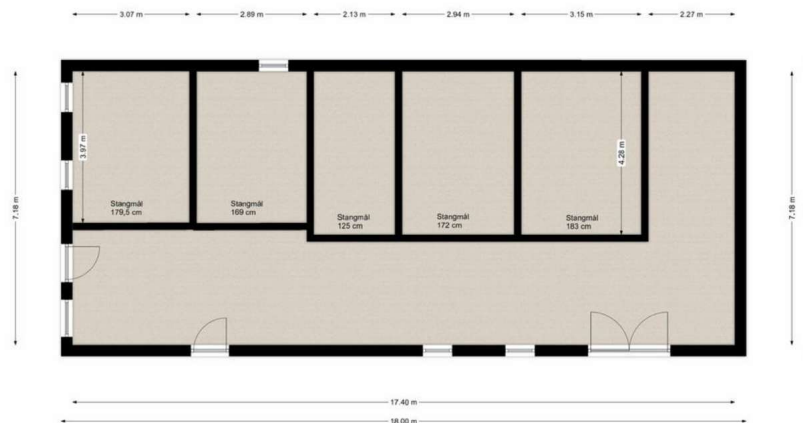 3.07 m 2.89 m 2.13 m 2.94 m 3.15 m 2.27 m
3.97 m
4.28 m
7.18 m
7.18 m
Stangmål
179,5 cm
Stangmål
169 cm
Stangmål
125 cm
Stangmål
172 cm
Stangmål
183 cm
17.40 m
18.00 m